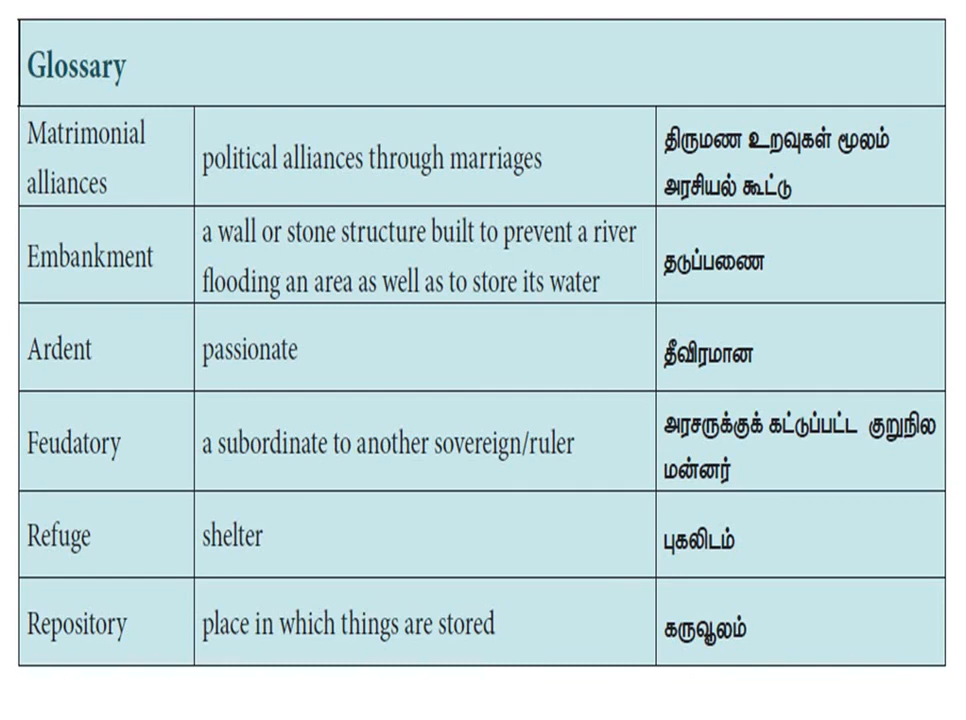 Glossary
Matrimonial
alliances
political alliances through marriages
திருமண உறவுகள் மூலம்
அரசியல் கூட்டு
Embankment
a wall or stone structure built to prevent a river
flooding an area as well as to store its water
தடுப்பணை
Ardent
passionate
தீவிரமான
Feudatory
a subordinate to another sovereign/ruler
அரசருக்குக் கட்டுப்பட்ட குறுநில
மன்னர்
Refuge
shelter
புகலிடம்
Repository
place in which things are stored
கருவூலம்